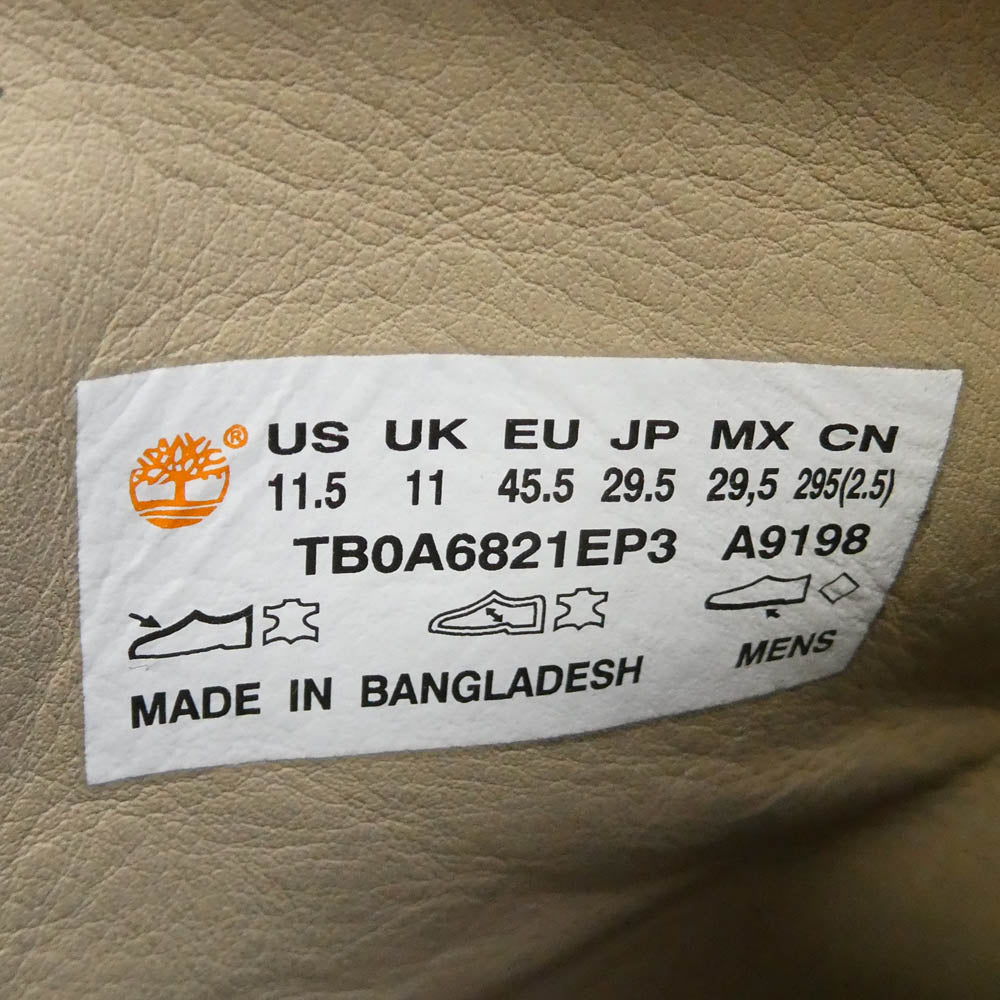 ® US UK EU JP MX CN
11.5 11 45.5 29.5 29,5 295(2.5)
TB0A6821EP3 A9198
MENS
MADE IN BANGLADESH